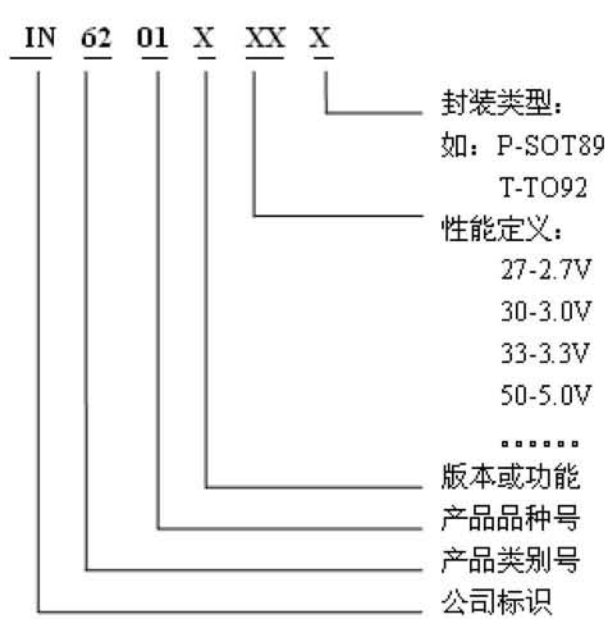 IN 62 01 X XX X
封装类型：
如：P-SOT89
T-TO92
性能定义：
27-2.7V
30-3.0V
33-3.3V
50-5.0V
……
版本或功能
产品品种号
产品类别号
公司标识